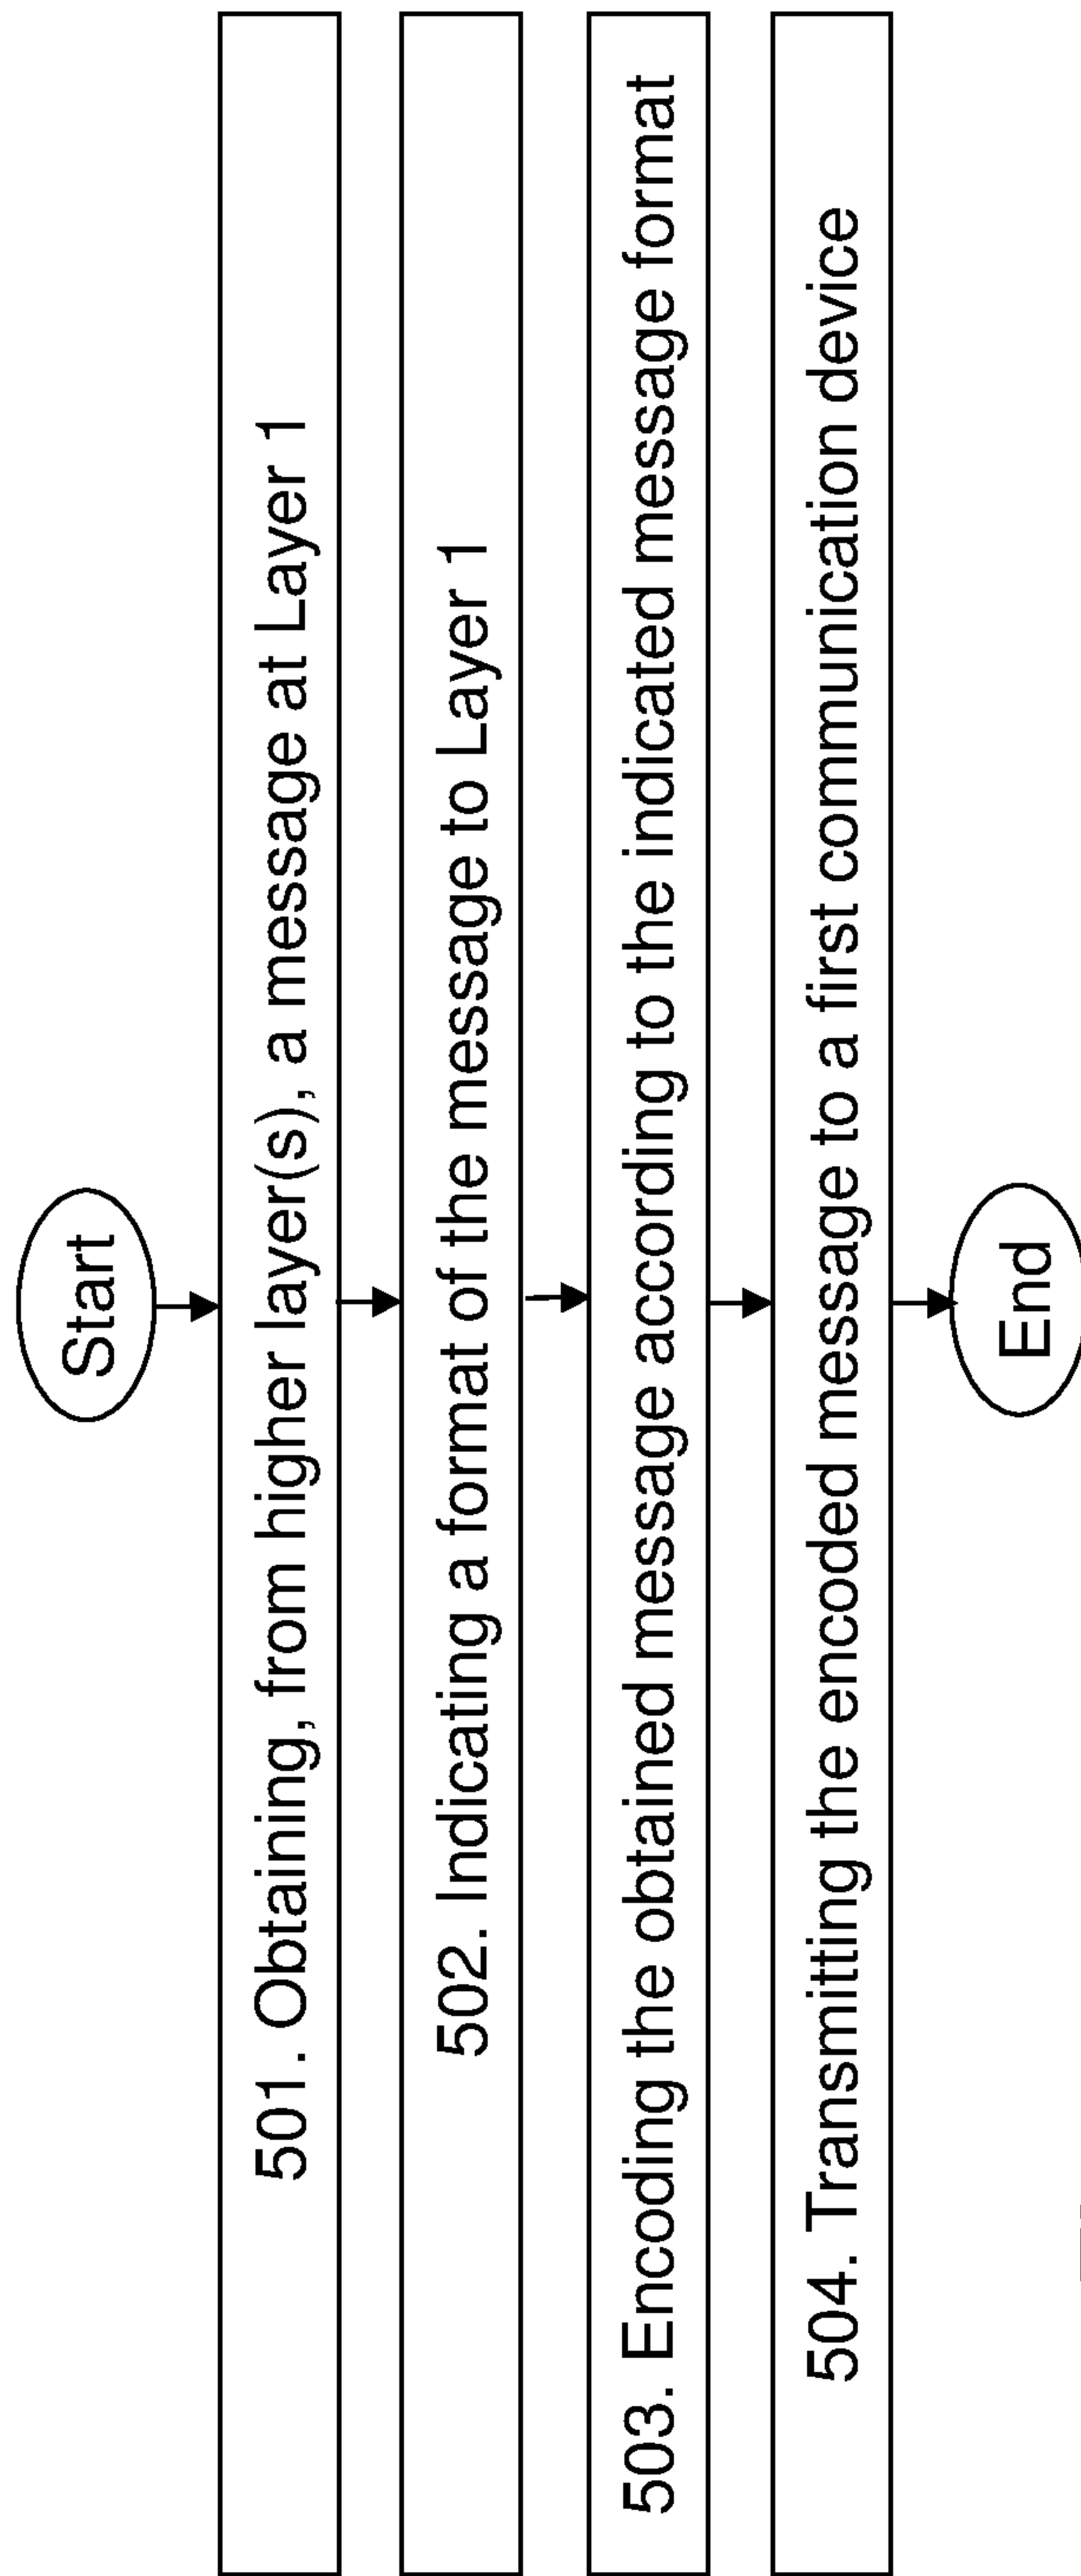 Start
501. Obtaining, from higher layer(s), a message at Layer 1
502. Indicating a format of the message to Layer 1
503. Encoding the obtained message according to the indicated message format
504. Transmitting the encoded message to a first communication device
End